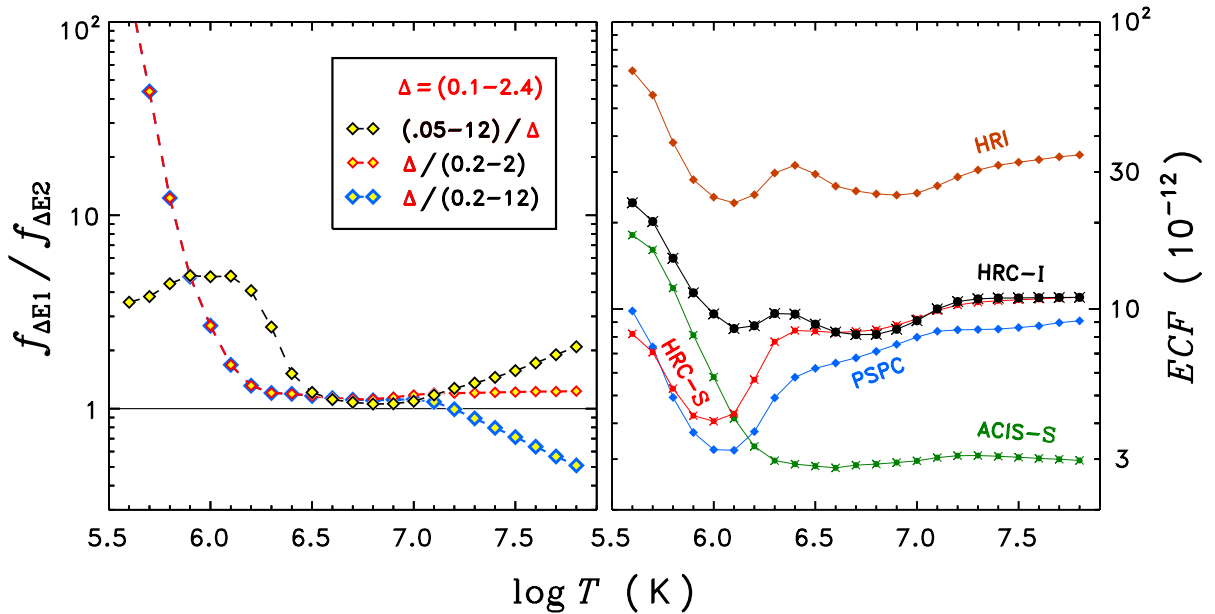 10²
10
1
f ΔE1 / f ΔE2
Δ=(0.1−2.4)
(.05−12)/Δ
Δ/(0.2−2)
Δ/(0.2−12)
5.5 6.0 6.5 7.0 7.5
HRI
HRC−I
HRC−S
PSPC
ACIS−S
10²
30
10
3
ECF (10⁻¹²)
5.5 6.0 6.5 7.0 7.5
log T (K)